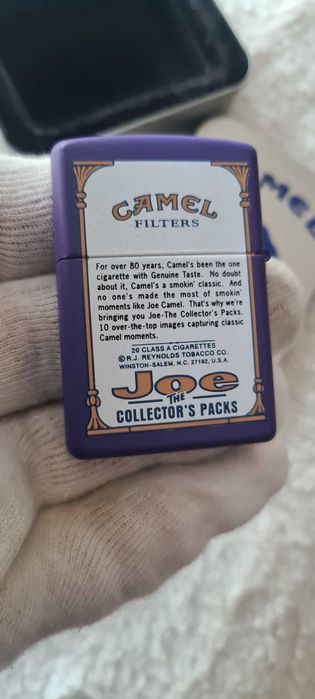 CAMEL
FILTERS
For over 80 years, Camel's been the one
cigarette with Genuine Taste. No doubt
about it, Camel's a smokin' classic. And
no one's made the most of smokin'
moments like Joe Camel. That's why we're
bringing you Joe-The Collector's Packs.
10 over-the-top images capturing classic
Camel moments.
20 CLASS A CIGARETTES
© R.J. REYNOLDS TOBACCO CO.
WINSTON-SALEM, N.C. 27102, U.S.A.
Joe
THE
COLLECTOR'S PACKS